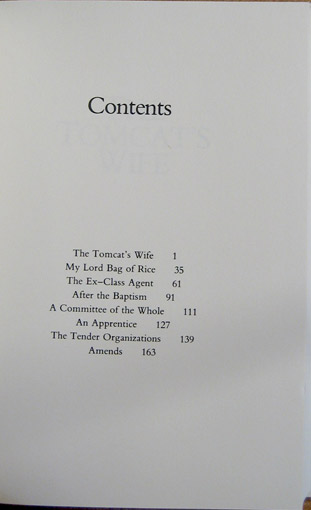 Contents
The Tomcat's Wife 1
My Lord Bag of Rice 35
The Ex-Class Agent 61
After the Baptism 91
A Committee of the Whole 111
An Apprentice 127
The Tender Organizations 139
Amends 163